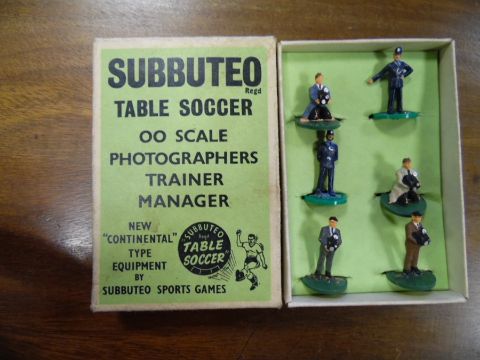 SUBBUTEO
Regd
TABLE SOCCER
OO SCALE
PHOTOGRAPHERS
TRAINER
MANAGER
NEW
"CONTINENTAL"
TYPE
EQUIPMENT
BY
SUBBUTEO SPORTS GAMES
SUBBUTEO
Regd
TABLE
SOCCER